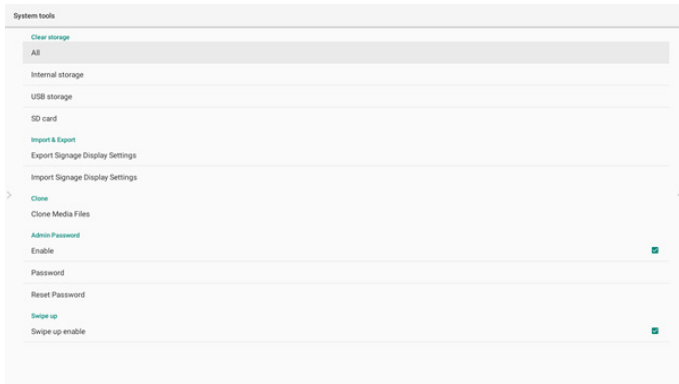 System tools
Clear storage
All
Internal storage
USB storage
SD card
Import & Export
Export Signage Display Settings
Import Signage Display Settings
Clone
Clone Media Files
Admin Password
Enable
Password
Reset Password
Swipe up
Swipe up enable